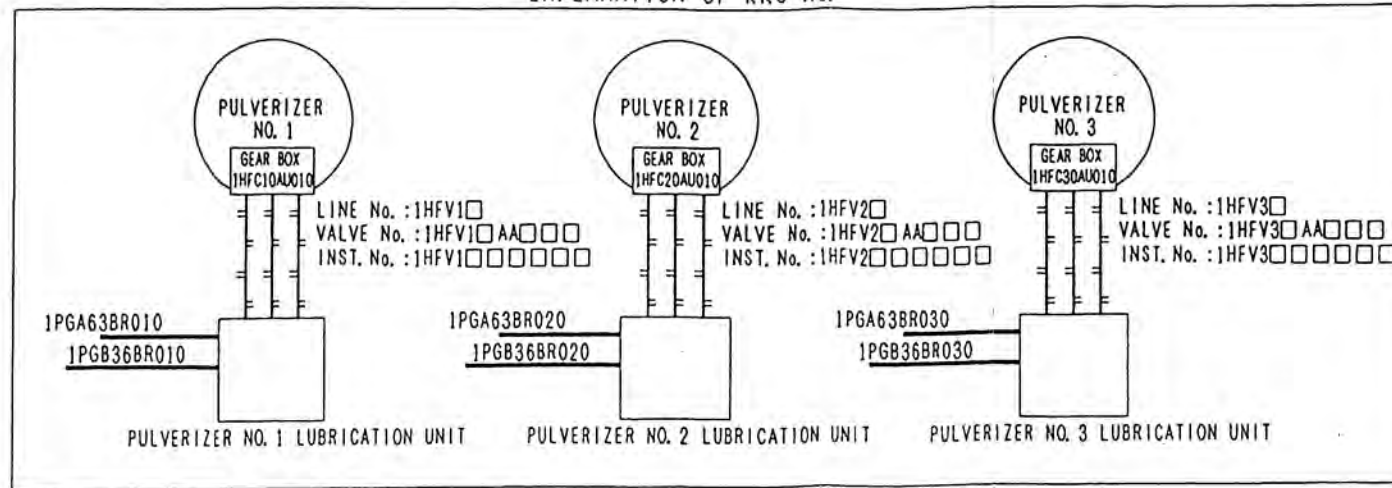 PULVERIZER
NO. 1
GEAR BOX
1HFC10AU010
LINE No. :1HFV1□
VALVE No. :1HFV1□AA□□□
INST. No. :1HFV1□□□□□□
1PGA63BR010
1PGB36BR010
PULVERIZER NO. 1 LUBRICATION UNIT
PULVERIZER
NO. 2
GEAR BOX
1HFC20AU010
LINE No. :1HFV2□
VALVE No. :1HFV2□AA□□□
INST. No. :1HFV2□□□□□□
1PGA63BR020
1PGB36BR020
PULVERIZER NO. 2 LUBRICATION UNIT
PULVERIZER
NO. 3
GEAR BOX
1HFC30AU010
LINE No. :1HFV3□
VALVE No. :1HFV3□AA□□□
INST. No. :1HFV3□□□□□□
1PGA63BR030
1PGB36BR030
PULVERIZER NO. 3 LUBRICATION UNIT